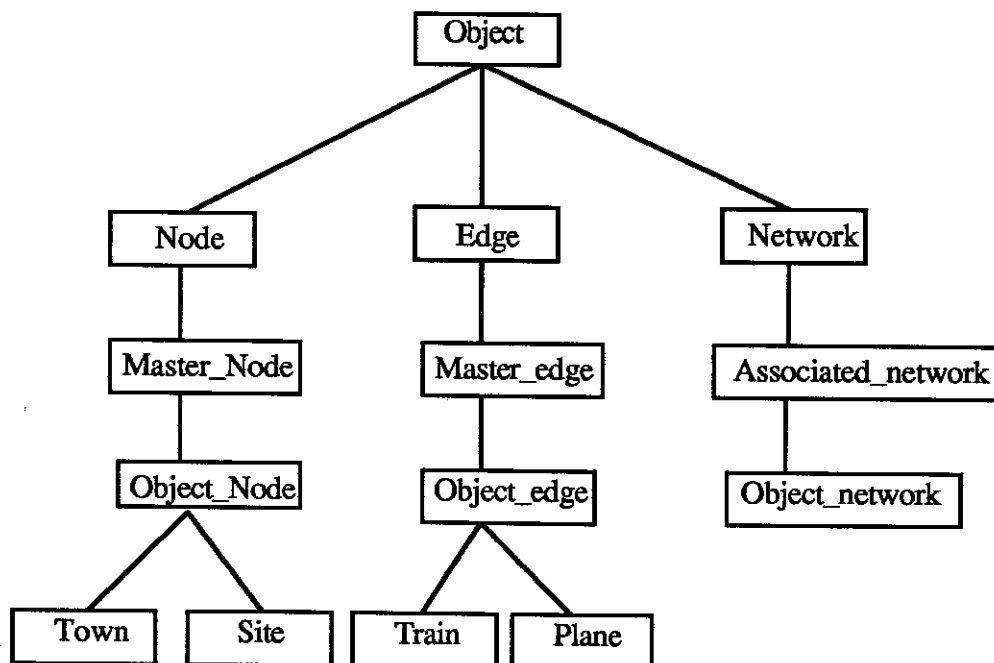 Object
Node
Edge
Network
Master_Node
Master_edge
Associated_network
Object_Node
Object_edge
Object_network
Town
Site
Train
Plane